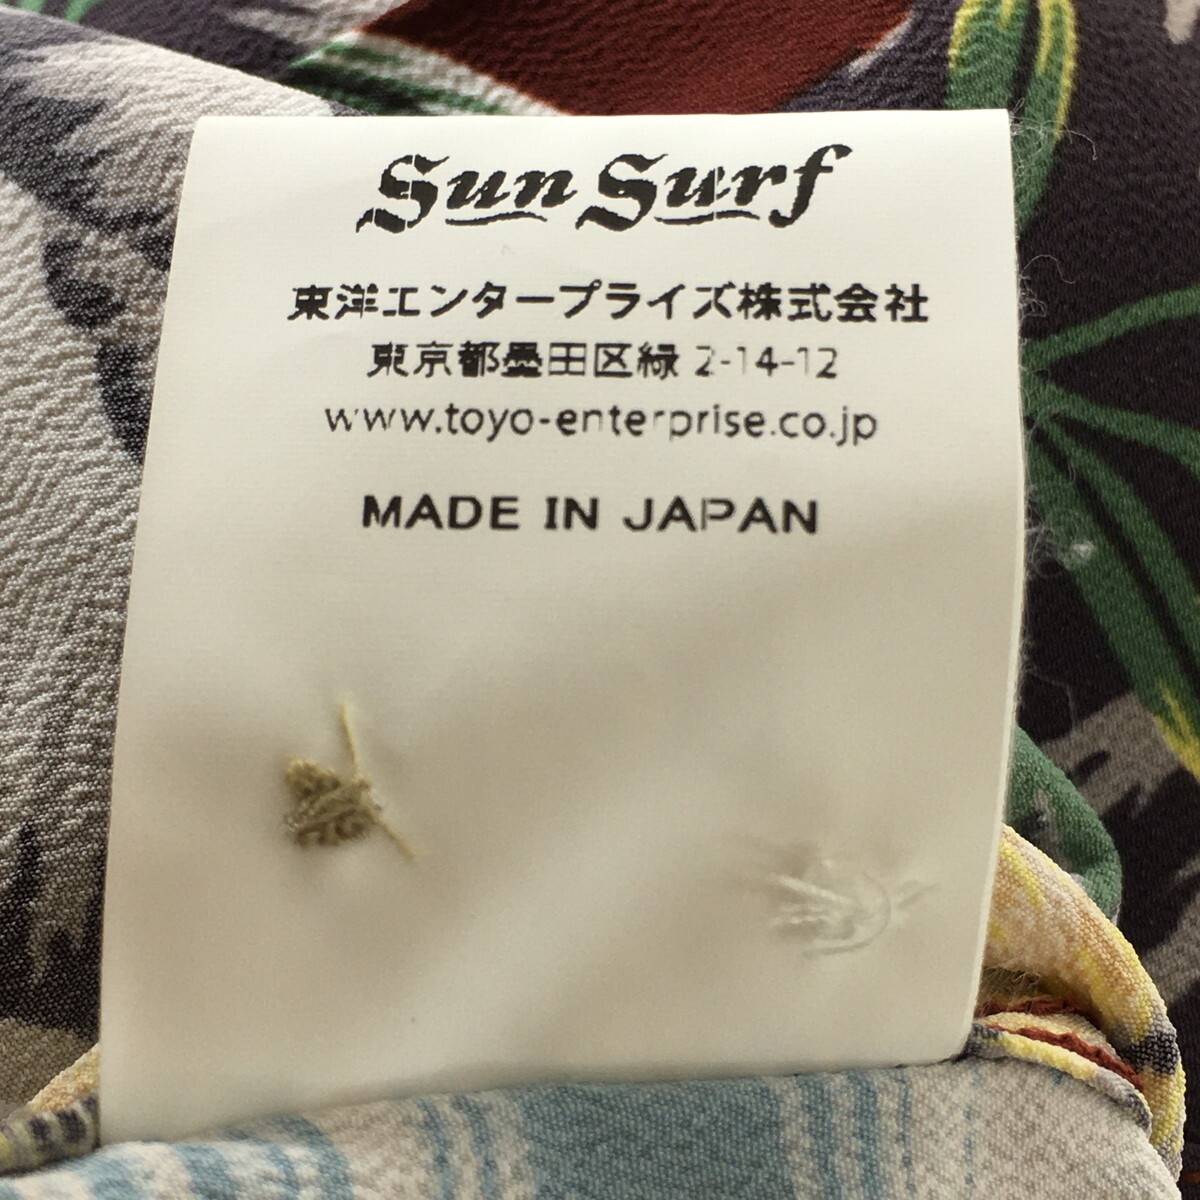 Sun Surf
東洋エンタープライズ株式会社
東京都墨田区緑 2-14-12
www.toyo-enterprise.co.jp
MADE IN JAPAN